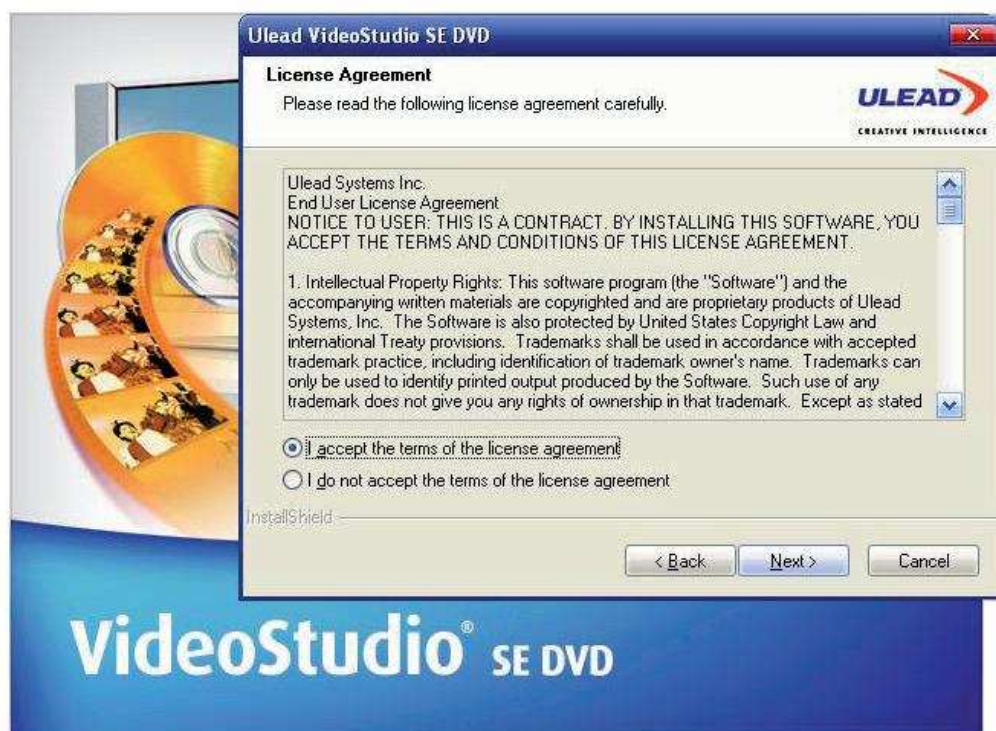 Ulead VideoStudio SE DVD
License Agreement
Please read the following license agreement carefully.
ULEAD
CREATIVE INTELLIGENCE
Ulead Systems Inc.
End User License Agreement
NOTICE TO USER: THIS IS A CONTRACT. BY INSTALLING THIS SOFTWARE, YOU
ACCEPT THE TERMS AND CONDITIONS OF THIS LICENSE AGREEMENT.
1. Intellectual Property Rights: This software program (the "Software") and the
accompanying written materials are copyrighted and are proprietary products of Ulead
Systems, Inc. The Software is also protected by United States Copyright Law and
international Treaty provisions. Trademarks shall be used in accordance with accepted
trademark practice, including identification of trademark owner's name. Trademarks can
only be used to identify printed output produced by the Software. Such use of any
trademark does not give you any rights of ownership in that trademark. Except as stated
I accept the terms of the license agreement
I do not accept the terms of the license agreement
InstallShield
< Back Next > Cancel
VideoStudio® SE DVD